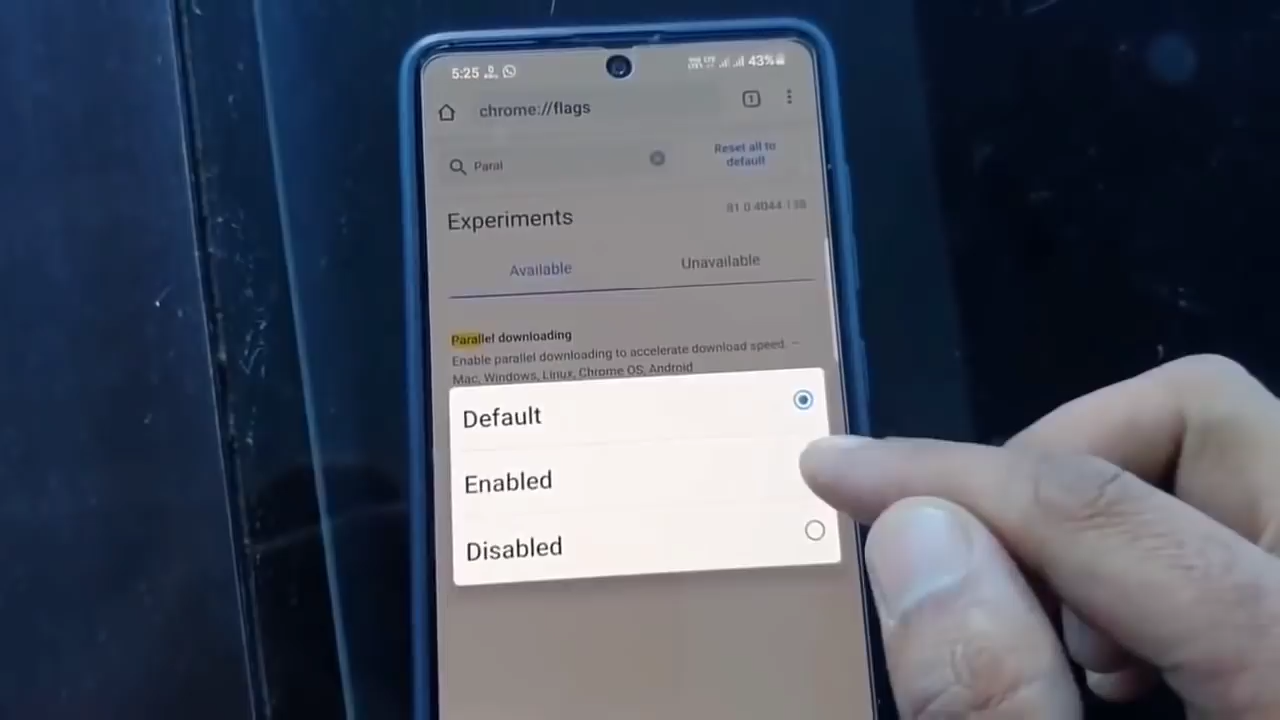 5:25
43%
chrome://flags
1
Paral
Reset all to
default
Experiments
81.0.4044.138
Available
Unavailable
Parallel downloading
Enable parallel downloading to accelerate download speed. –
Mac, Windows, Linux, Chrome OS, Android
Default
Enabled
Disabled